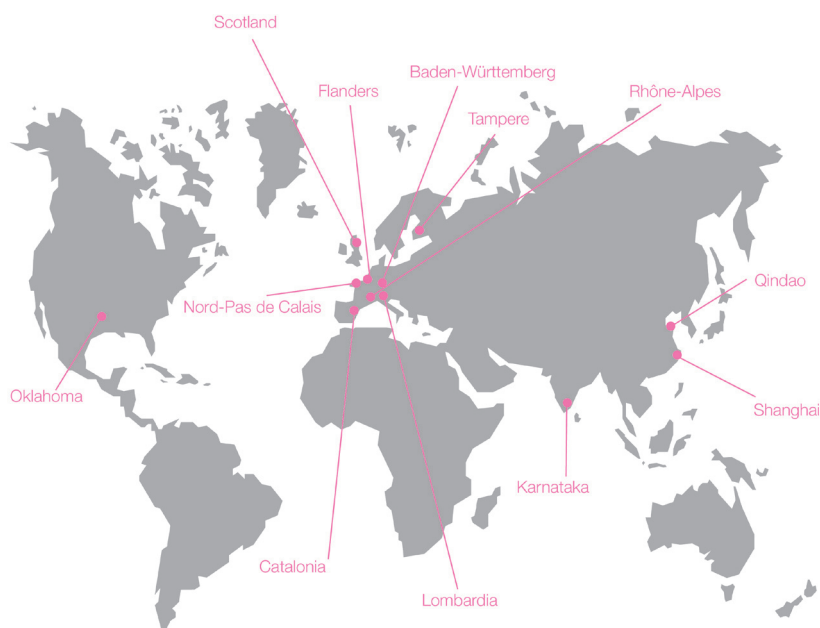 Scotland
Baden-Württemberg
Flanders
Rhône-Alpes
Tampere
Qindao
Nord-Pas de Calais
Oklahoma
Shanghai
Karnataka
Catalonia
Lombardia